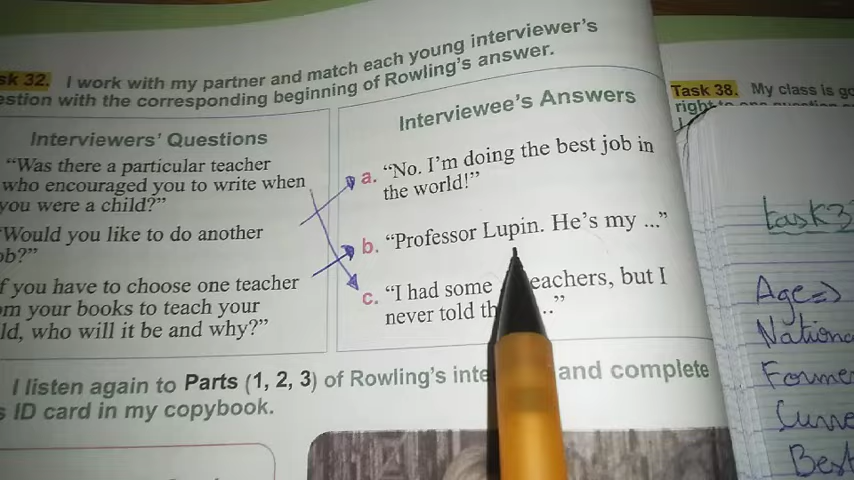 sk 32. I work with my partner and match each young interviewer's
estion with the corresponding beginning of Rowling's answer.
Interviewers' Questions
"Was there a particular teacher
who encouraged you to write when
you were a child?"
"Would you like to do another
ob?"
f you have to choose one teacher
om your books to teach your
ld, who will it be and why?"
Interviewee's Answers
a. "No. I'm doing the best job in
the world!"
b. "Professor Lupin. He's my ..."
c. "I had some eachers, but I
never told th ..."
I listen again to Parts (1, 2, 3) of Rowling's inte and complete
s ID card in my copybook.
Task 38. My class is go
right
task3
Age=>
Nationa
Forme
Curre
Best